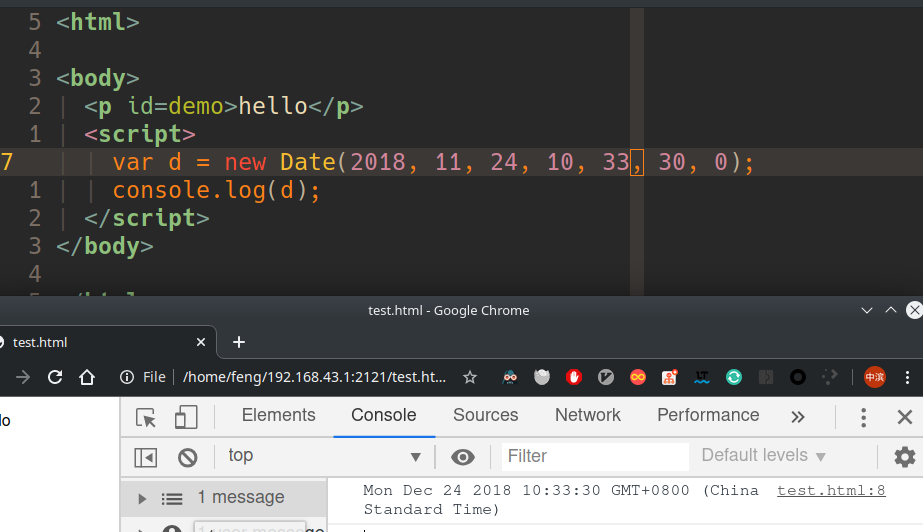 5 <html>
4
3 <body>
2 <p id=demo>hello</p>
1 <script>
7 var d = new Date(2018, 11, 24, 10, 33, 30, 0);
1 console.log(d);
2 </script>
3 </body>
4
test.html - Google Chrome
test.html
File /home/feng/192.168.43.1:2121/test.ht... 中滨
lo
Elements Console Sources Network Performance
top Filter Default levels
1 message
Mon Dec 24 2018 10:33:30 GMT+0800 (China test.html:8
Standard Time)